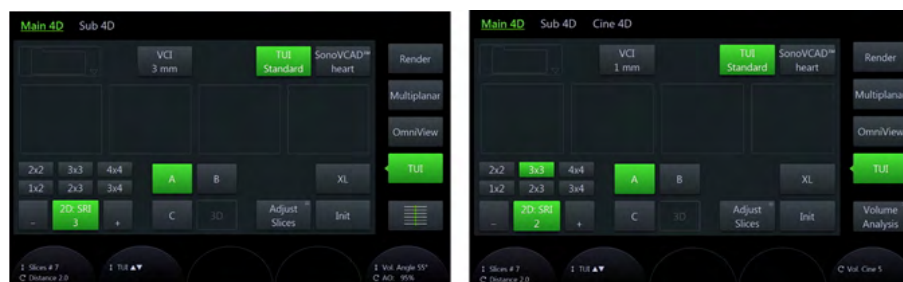 Main 4D Sub 4D
VCI
3 mm
TUI
Standard
SonoVCAD℠
heart
Render
Multiplanar
OmniView
TUI
2x2 3x3 4x4
1x2 2x3 3x4
A B XL
2D: SRI
3
- +
C 3D
Adjust
Slices
Init
Slices # 7
Distance 2.0
TUI ▲▼
Vol. Angle 55°
AO: 95%
Main 4D Sub 4D Cine 4D
VCI
1 mm
TUI
Standard
SonoVCAD℠
heart
Render
Multiplana
OmniView
TUI
2x2 3x3 4x4
1x2 2x3 3x4
A B XL
2D: SRI
2
- +
C 3D
Adjust
Slices
Init
Volume
Analysis
Slices # 7
Distance 2.0
TUI ▲▼
Vol. Cine 5